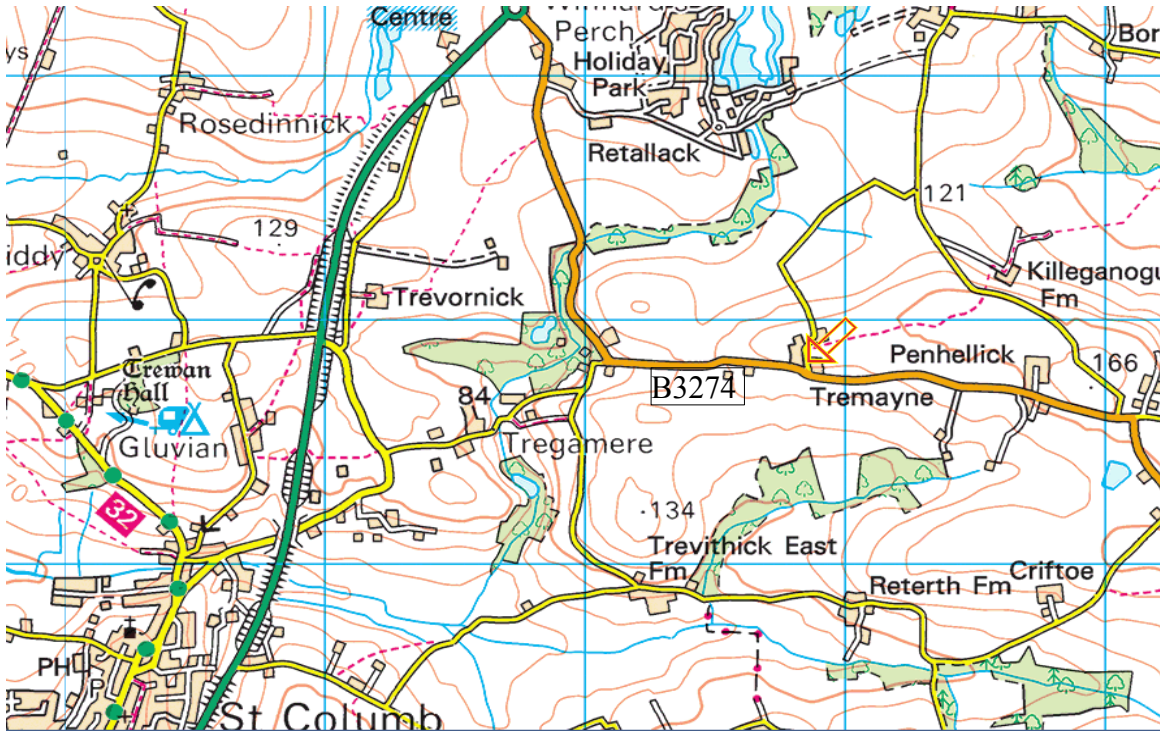 Centre
Perch
Holiday
Park
Rosedinnick
Retallack
121
129
iddy
Killeganogu
Fm
Trevornick
Penhellick
166
Trewan
Hall
84
B3274
Tremayne
Gluvian
Tregamere
32
134
Trevithick East
Fm
Reterth Fm
Criftoe
PH
St Columb